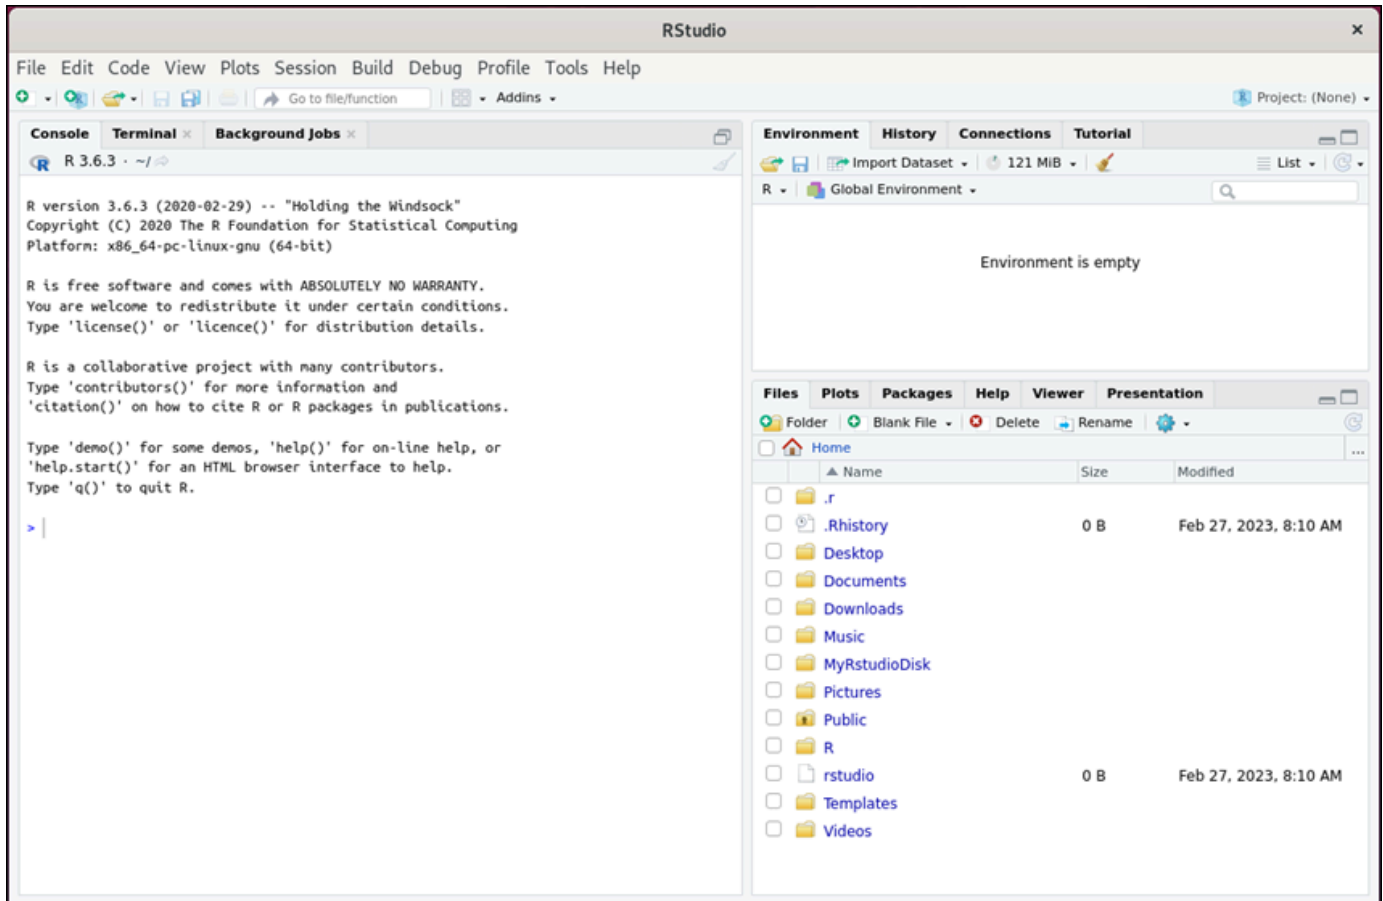 RStudio
File Edit Code View Plots Session Build Debug Profile Tools Help
Go to file/function Addins Project: (None)
Console Terminal Background Jobs
R 3.6.3 · ~/
R version 3.6.3 (2020-02-29) -- "Holding the Windsock"
Copyright (C) 2020 The R Foundation for Statistical Computing
Platform: x86_64-pc-linux-gnu (64-bit)
R is free software and comes with ABSOLUTELY NO WARRANTY.
You are welcome to redistribute it under certain conditions.
Type 'license()' or 'licence()' for distribution details.
R is a collaborative project with many contributors.
Type 'contributors()' for more information and
'citation()' on how to cite R or R packages in publications.
Type 'demo()' for some demos, 'help()' for on-line help, or
'help.start()' for an HTML browser interface to help.
Type 'q()' to quit R.
>
Environment History Connections Tutorial
Import Dataset 121 MiB List
R Global Environment
Environment is empty
Files Plots Packages Help Viewer Presentation
Folder Blank File Delete Rename
Home ...
Name Size Modified
.r
.Rhistory 0 B Feb 27, 2023, 8:10 AM
Desktop
Documents
Downloads
Music
MyRstudioDisk
Pictures
Public
R
rstudio 0 B Feb 27, 2023, 8:10 AM
Templates
Videos